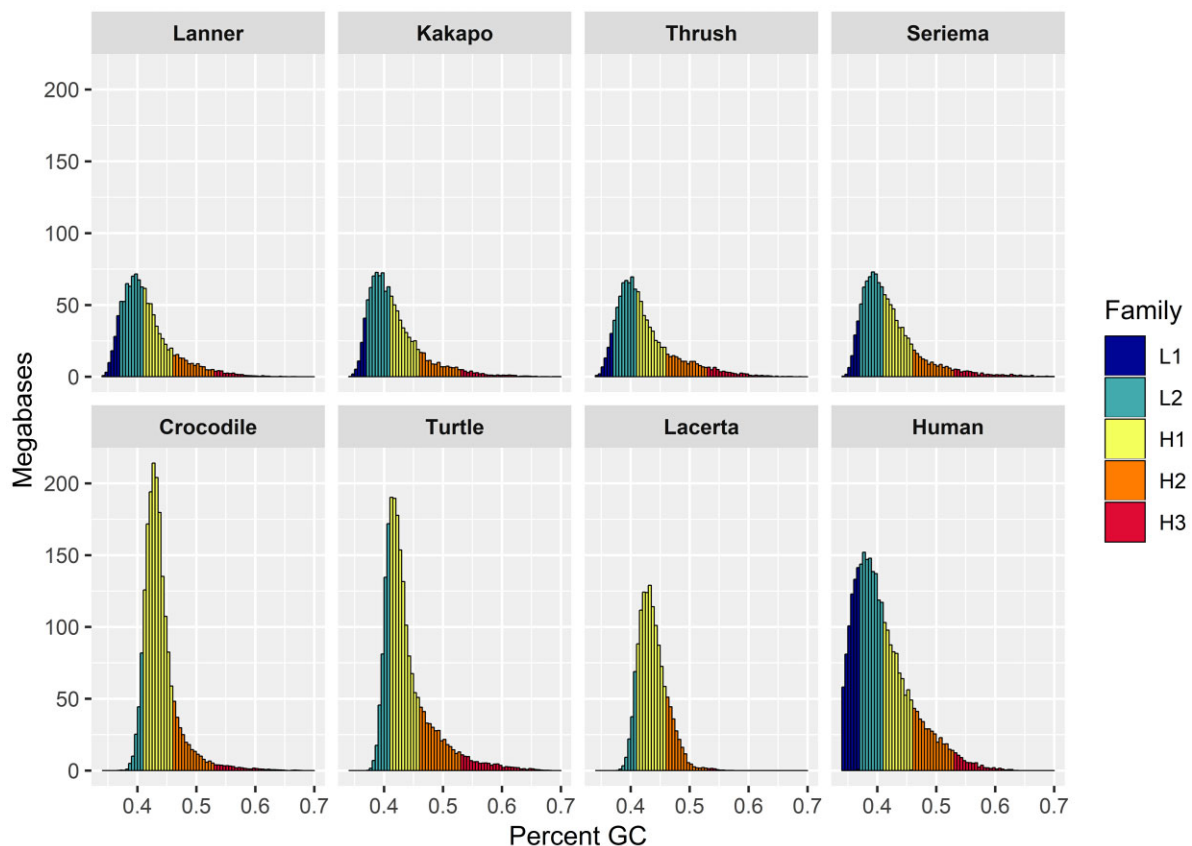 Lanner Kakapo Thrush Seriema
200
150
100
50
0
Crocodile Turtle Lacerta Human
200
150
100
50
0
0.4 0.5 0.6 0.7 0.4 0.5 0.6 0.7 0.4 0.5 0.6 0.7 0.4 0.5 0.6 0.7
Percent GC
Megabases
Family
L1
L2
H1
H2
H3